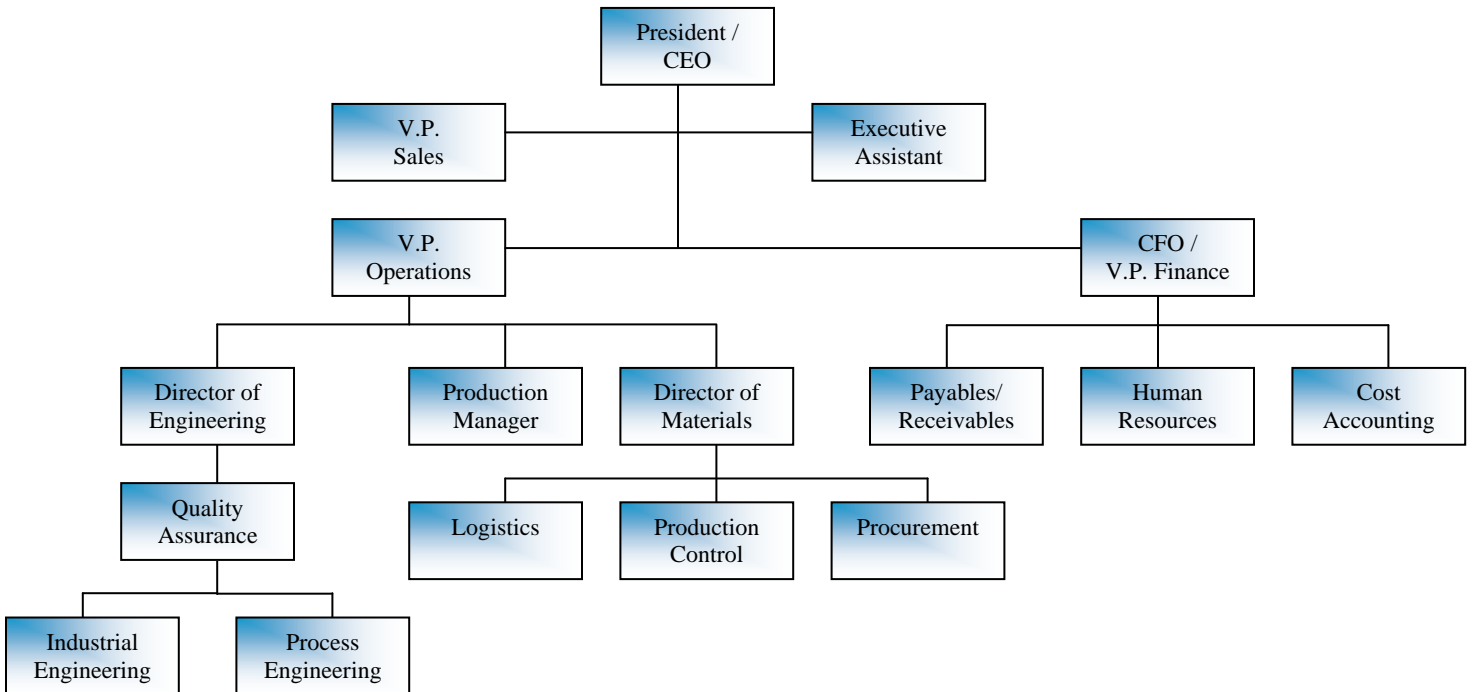 President /
CEO
V.P.
Sales
Executive
Assistant
V.P.
Operations
CFO /
V.P. Finance
Director of
Engineering
Production
Manager
Director of
Materials
Payables/
Receivables
Human
Resources
Cost
Accounting
Quality
Assurance
Logistics
Production
Control
Procurement
Industrial
Engineering
Process
Engineering